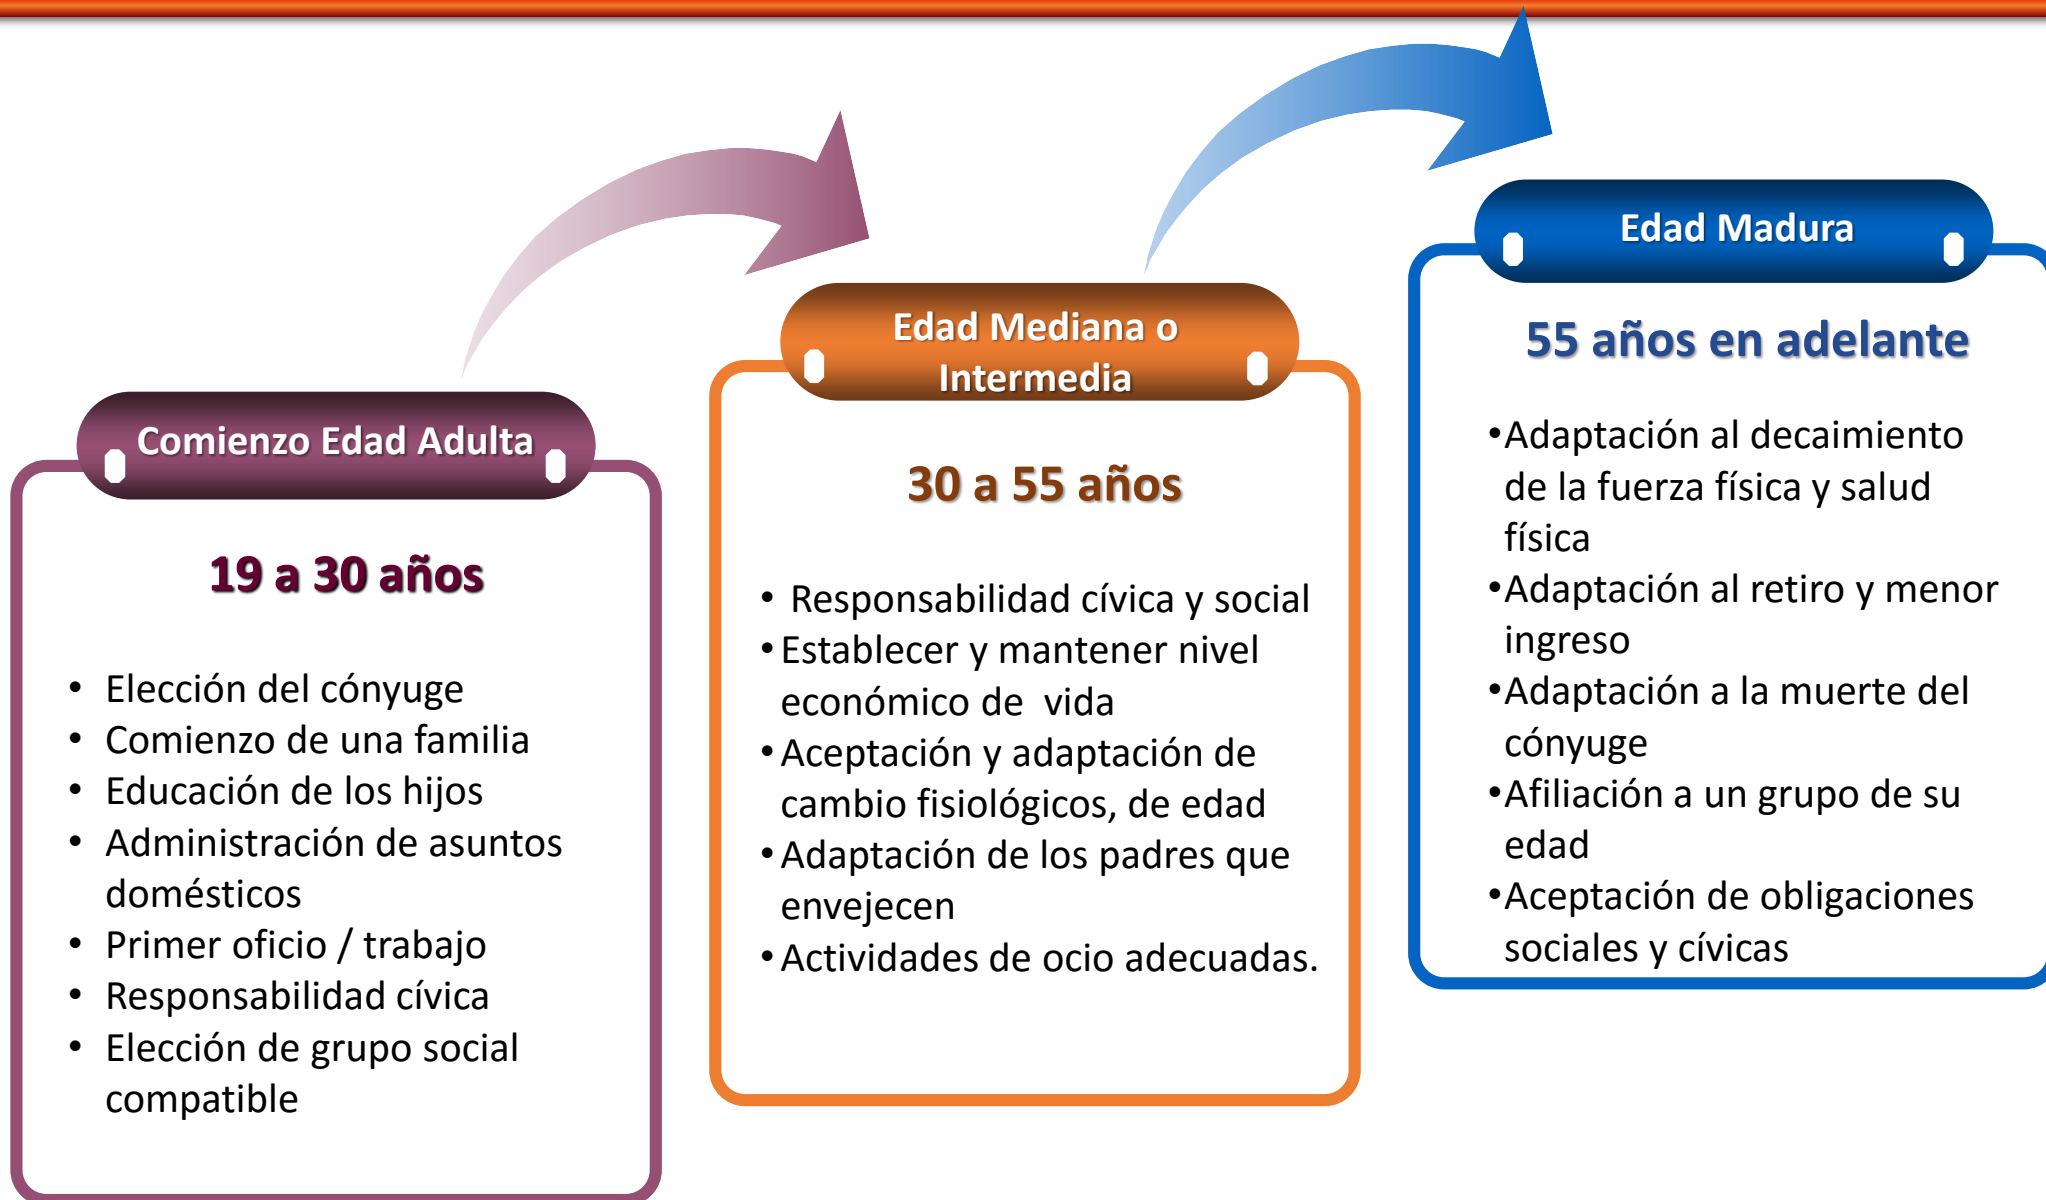 Comienzo Edad Adulta
19 a 30 años
• Elección del cónyuge
• Comienzo de una familia
• Educación de los hijos
• Administración de asuntos
domésticos
• Primer oficio / trabajo
• Responsabilidad cívica
• Elección de grupo social
compatible
Edad Mediana o
Intermedia
30 a 55 años
• Responsabilidad cívica y social
• Establecer y mantener nivel
económico de vida
• Aceptación y adaptación de
cambio fisiológicos, de edad
• Adaptación de los padres que
envejecen
• Actividades de ocio adecuadas.
Edad Madura
55 años en adelante
•Adaptación al decaimiento
de la fuerza física y salud
física
•Adaptación al retiro y menor
ingreso
•Adaptación a la muerte del
cónyuge
•Afiliación a un grupo de su
edad
•Aceptación de obligaciones
sociales y cívicas